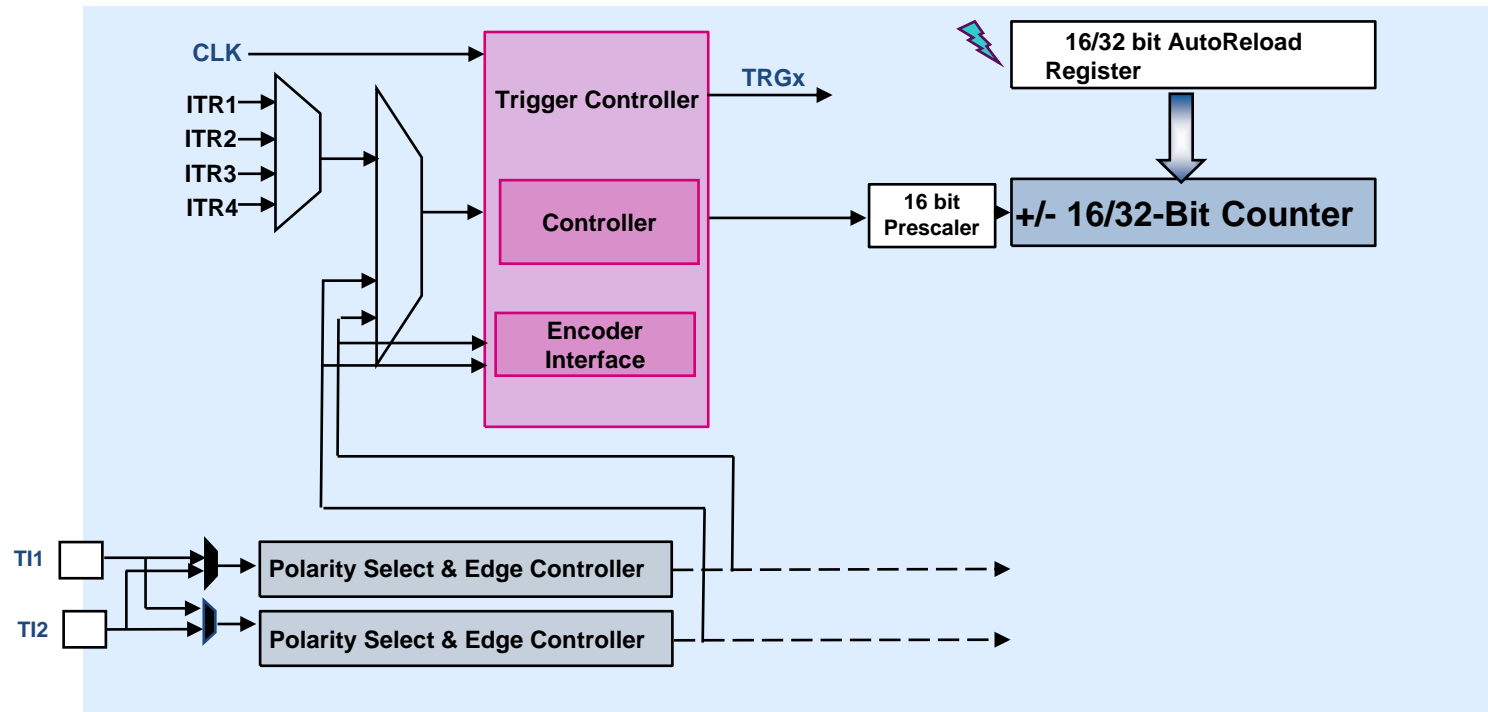 CLK
ITR1
ITR2
ITR3
ITR4
Trigger Controller
TRGx
16/32 bit AutoReload
Register
Controller
16 bit
Prescaler
+/- 16/32-Bit Counter
Encoder
Interface
TI1
Polarity Select & Edge Controller
TI2
Polarity Select & Edge Controller